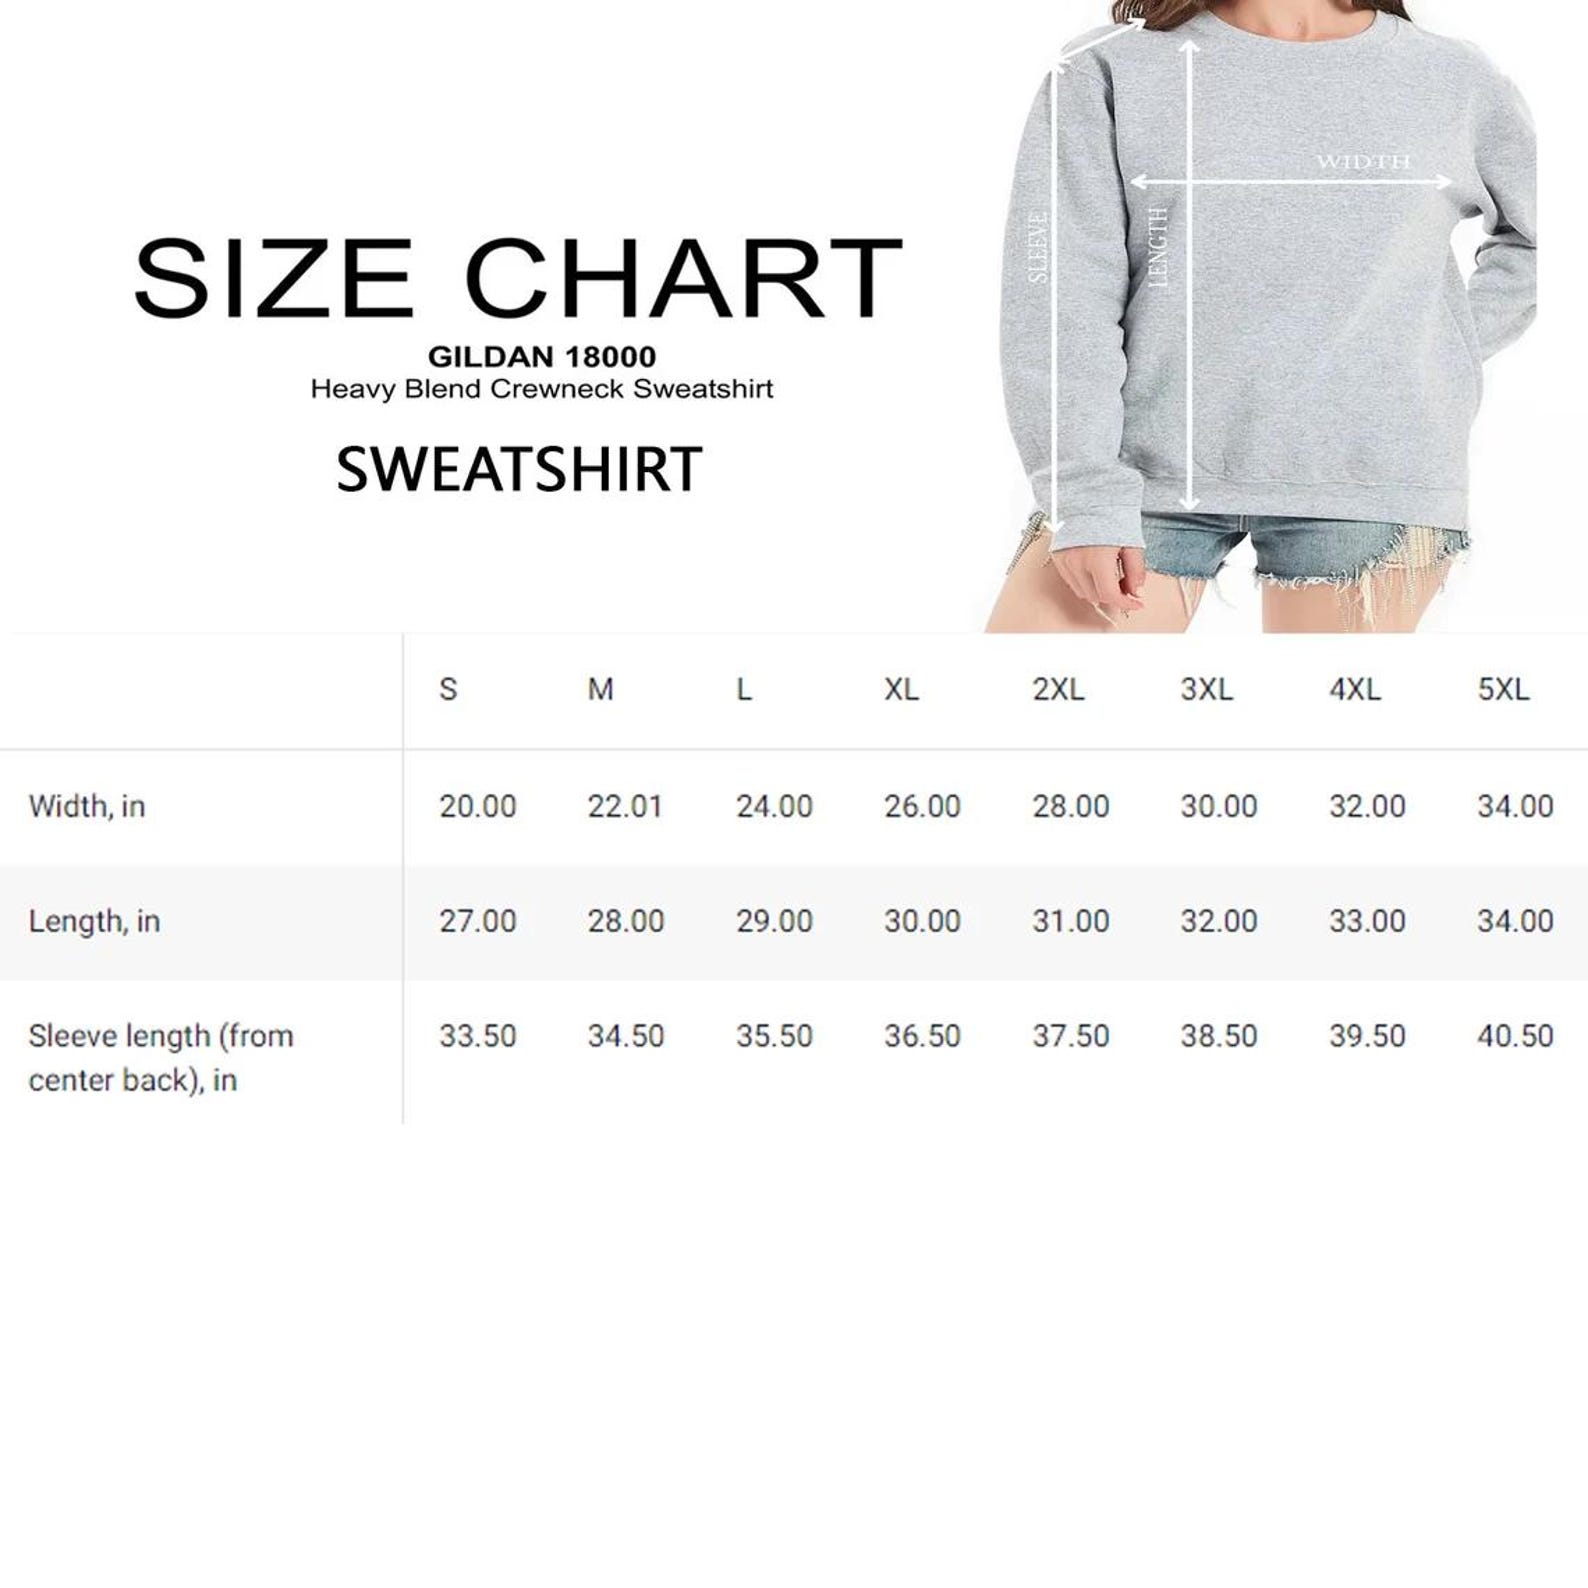 SIZE CHART
GILDAN 18000
Heavy Blend Crewneck Sweatshirt
SWEATSHIRT
WIDTH
LENGTH
SLEEVE
S M L XL 2XL 3XL 4XL 5XL
Width, in 20.00 22.01 24.00 26.00 28.00 30.00 32.00 34.00
Length, in 27.00 28.00 29.00 30.00 31.00 32.00 33.00 34.00
Sleeve length (from 33.50 34.50 35.50 36.50 37.50 38.50 39.50 40.50
center back), in